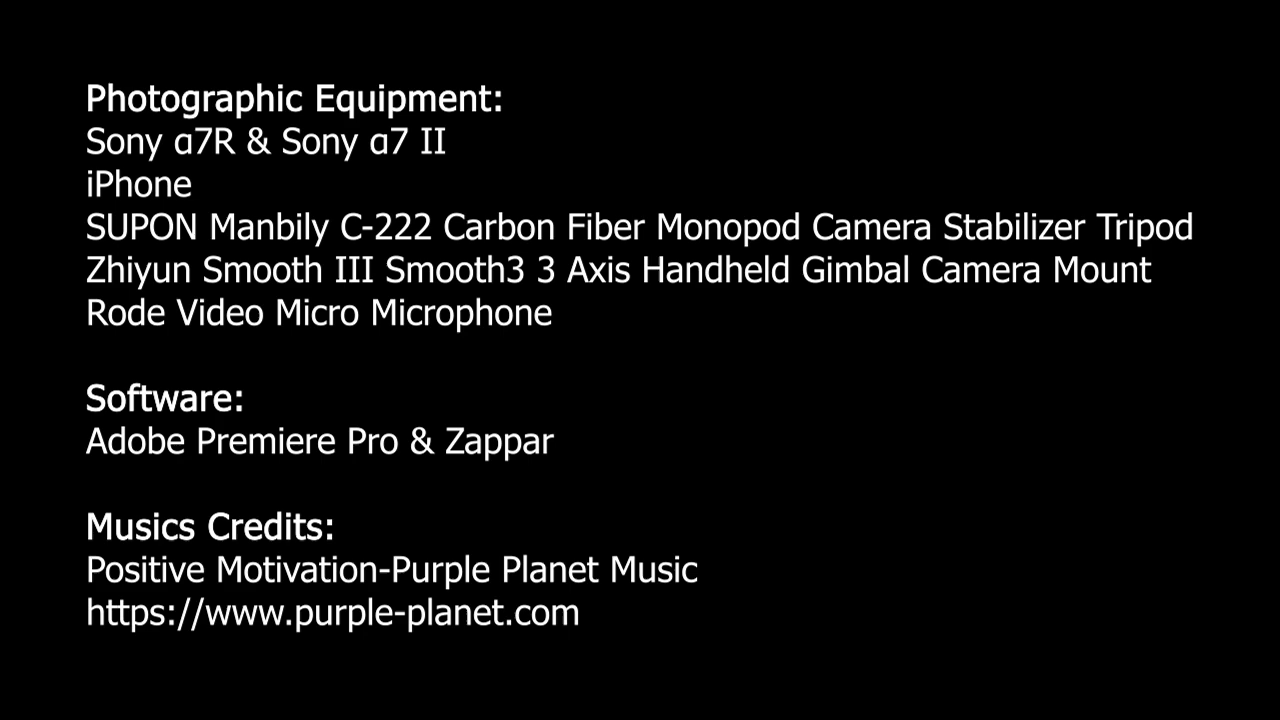 Photographic Equipment:
Sony α7R & Sony α7 II
iPhone
SUPON Manbily C-222 Carbon Fiber Monopod Camera Stabilizer Tripod
Zhiyun Smooth III Smooth3 3 Axis Handheld Gimbal Camera Mount
Rode Video Micro Microphone
Software:
Adobe Premiere Pro & Zappar
Musics Credits:
Positive Motivation-Purple Planet Music
https://www.purple-planet.com